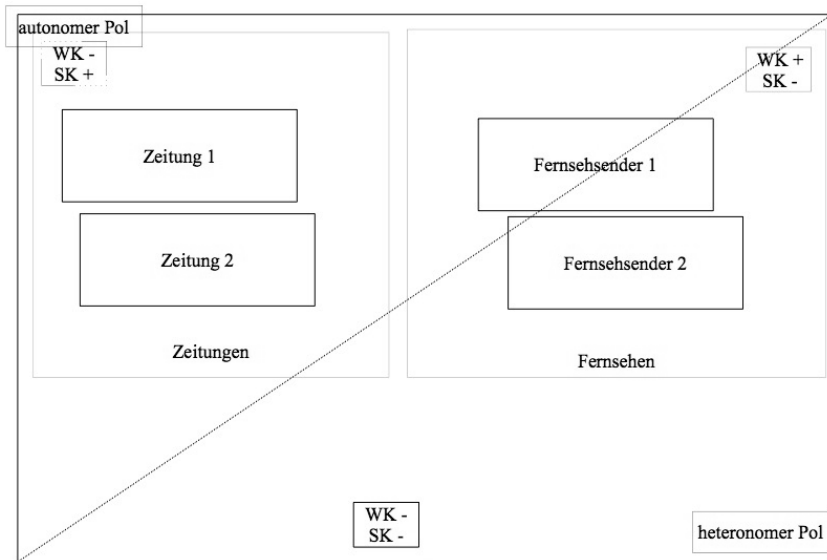 autonomer Pol
WK -
SK +
WK +
SK -
Zeitung 1
Fernsehsender 1
Zeitung 2
Fernsehsender 2
Zeitungen
Fernsehen
WK -
SK -
heteronomer Pol